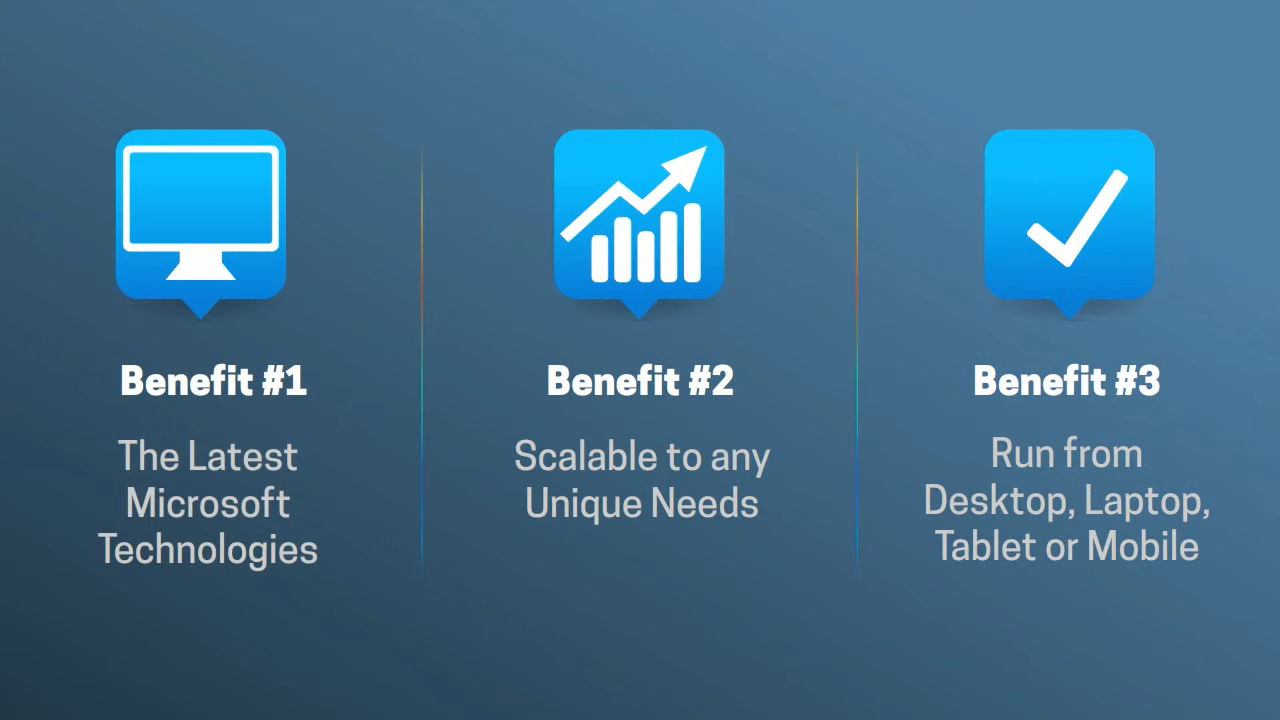 Benefit #1
The Latest
Microsoft
Technologies
Benefit #2
Scalable to any
Unique Needs
Benefit #3
Run from
Desktop, Laptop,
Tablet or Mobile